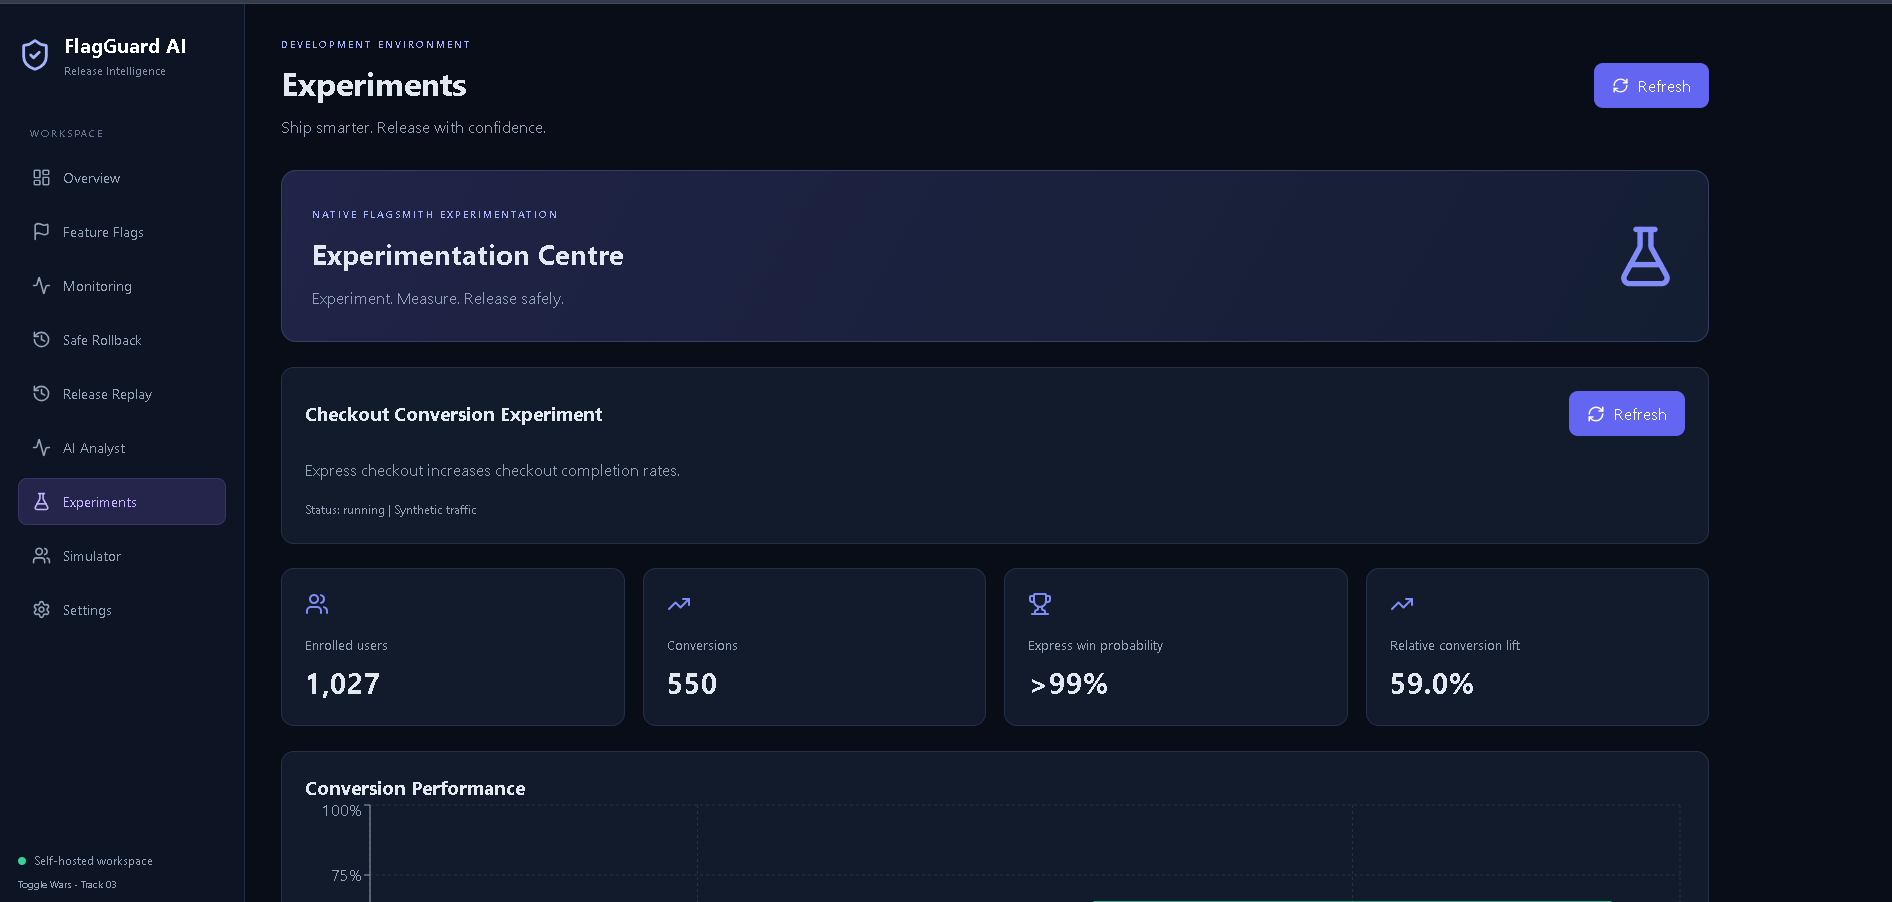 FlagGuard AI
Release Intelligence
WORKSPACE
Overview
Feature Flags
Monitoring
Safe Rollback
Release Replay
AI Analyst
Experiments
Simulator
Settings
Self-hosted workspace
Toggle Wars - Track 03
DEVELOPMENT ENVIRONMENT
Experiments
Ship smarter. Release with confidence.
Refresh
NATIVE FLAGSMITH EXPERIMENTATION
Experimentation Centre
Experiment. Measure. Release safely.
Checkout Conversion Experiment
Refresh
Express checkout increases checkout completion rates.
Status: running | Synthetic traffic
Enrolled users
1,027
Conversions
550
Express win probability
>99%
Relative conversion lift
59.0%
Conversion Performance
100%
75%